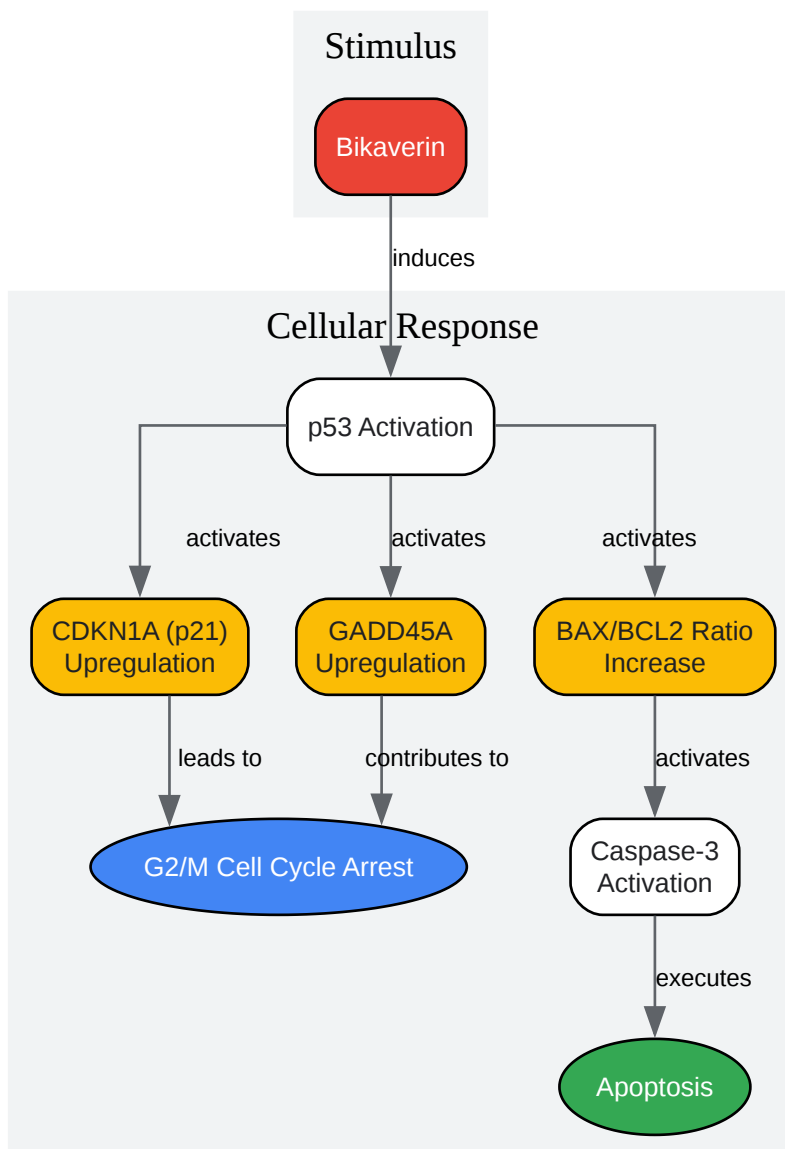 Stimulus
Bikaverin
induces
Cellular Response
p53 Activation
activates
activates
activates
CDKN1A (p21)
Upregulation
GADD45A
Upregulation
BAX/BCL2 Ratio
Increase
leads to
contributes to
activates
G2/M Cell Cycle Arrest
Caspase-3
Activation
executes
Apoptosis